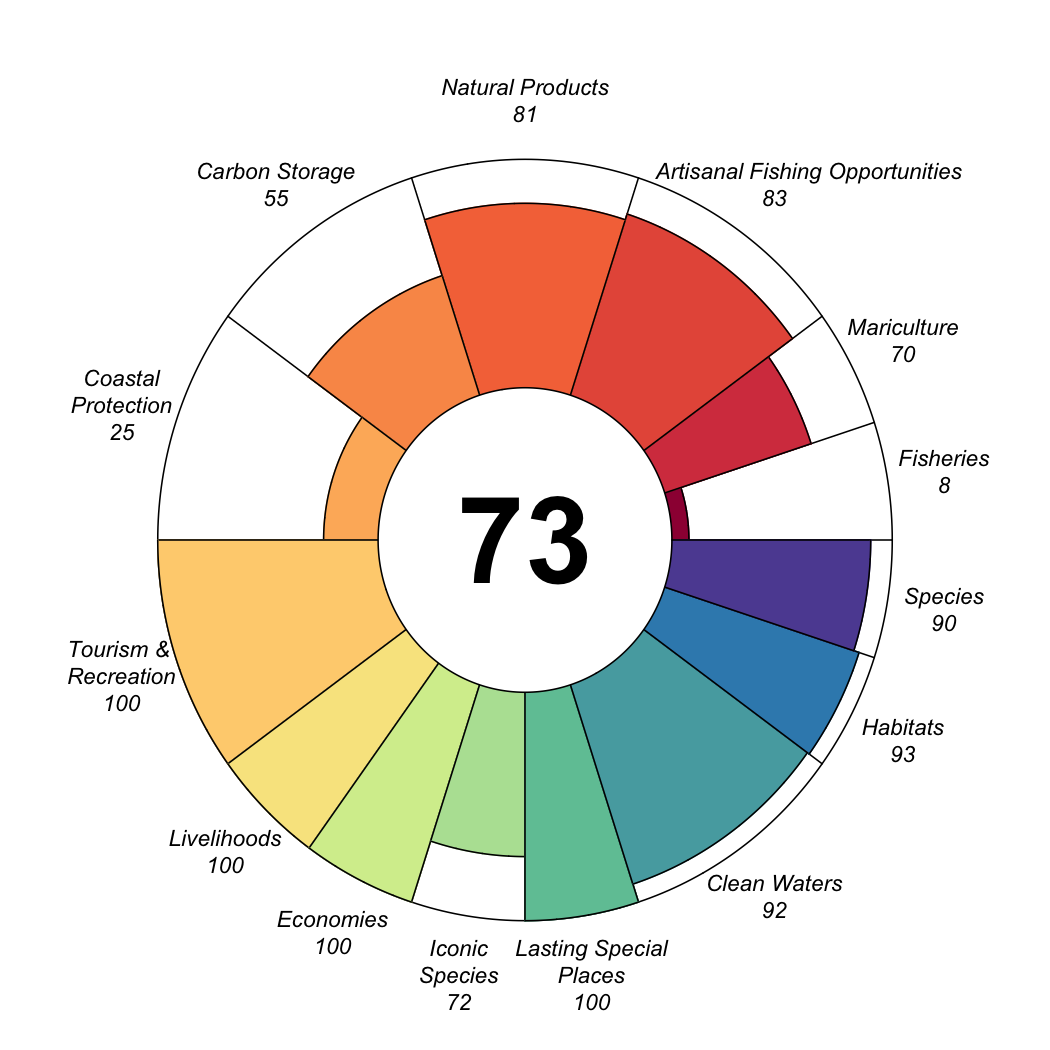 Natural Products
81
Artisanal Fishing Opportunities
83
Mariculture
70
Fisheries
8
Species
90
Habitats
93
Clean Waters
92
Lasting Special
Places
100
Iconic
Species
72
Economies
100
Livelihoods
100
Tourism &
Recreation
100
Coastal
Protection
25
Carbon Storage
55
73